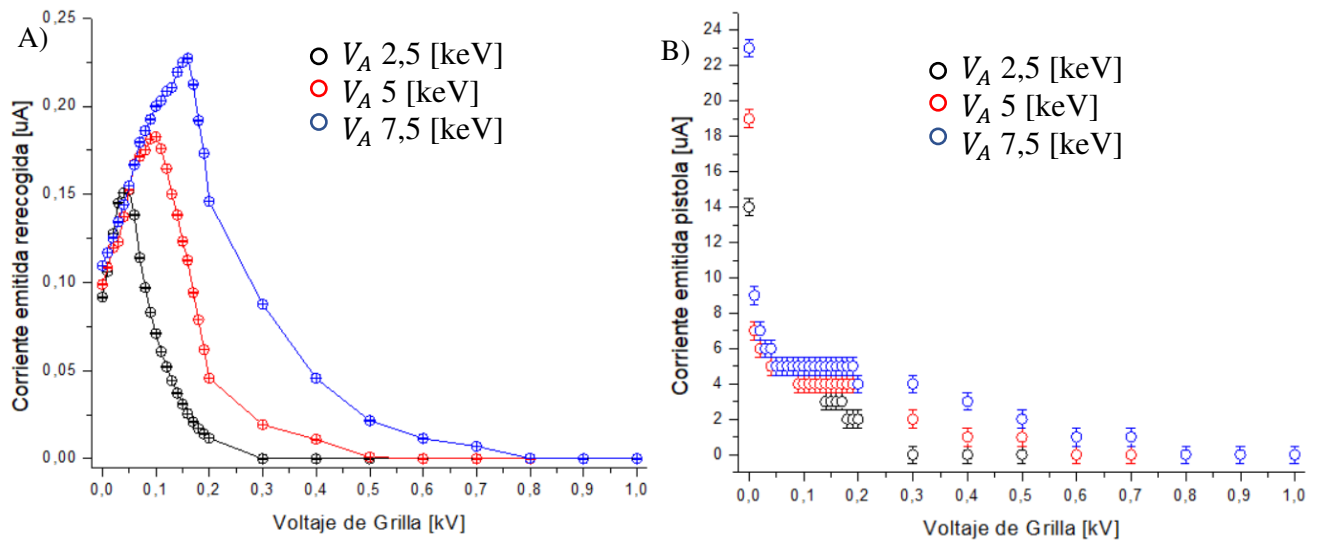 A)
0,25
0,20
0,15
0,10
0,05
0,00
Corriente emitida rerecogida [uA]
V_A 2,5 [keV]
V_A 5 [keV]
V_A 7,5 [keV]
0,0 0,1 0,2 0,3 0,4 0,5 0,6 0,7 0,8 0,9 1,0
Voltaje de Grilla [kV]
B)
24
22
20
18
16
14
12
10
8
6
4
2
0
Corriente emitida pistola [uA]
V_A 2,5 [keV]
V_A 5 [keV]
V_A 7,5 [keV]
0,0 0,1 0,2 0,3 0,4 0,5 0,6 0,7 0,8 0,9 1,0
Voltaje de Grilla [kV]